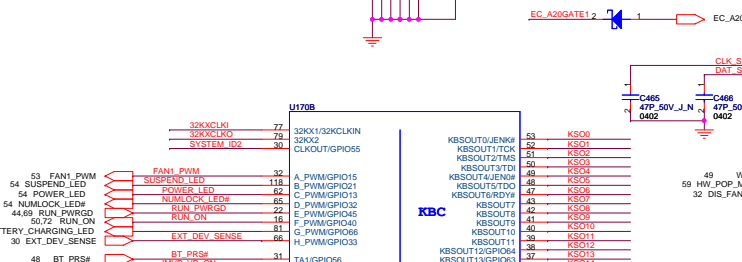 EC_A20GATE1 2 1 EC_A20
CLK_S
DAT_S
1 1
C465 C466
47P_50V_J_N 47P_50
2 2
0402 0402
U170B
32KXCLKI 77 32KX1/32KCLKIN
32KXCLKO 79 32KX2
SYSTEM_ID2 30 CLKOUT/GPIO55
KBSOUT0/JENK# 53 KSO0
KBSOUT1/TCK 52 KSO1
KBSOUT2/TMS 51 KSO2
KBSOUT3/TDI 50 KSO3
KBSOUT4/JEN0# 49 KSO4
KBSOUT5/TDO 48 KSO5
KBSOUT6/RDY# 47 KSO6
KBSOUT7 43 KSO7
KBSOUT8 42 KSO8
KBSOUT9 41 KSO9
KBSOUT10 40 KSO10
KBSOUT11 39 KSO11
KBSOUT12/GPIO64 38 KSO12
KBSOUT13/GPIO63 37 KSO13
53 FAN1_PWM FAN1_PWM 32 A_PWM/GPIO15
54 SUSPEND_LED SUSPEND_LED 118 B_PWM/GPIO21
54 POWER_LED POWER_LED 62 C_PWM/GPIO13
54 NUMLOCK_LED# NUMLOCK_LED# 65 D_PWM/GPIO32
44,69 RUN_PWRGD RUN_PWRGD 22 E_PWM/GPIO45
50,72 RUN_ON RUN_ON 16 F_PWM/GPIO40
TTERY_CHARGING_LED 81 G_PWM/GPIO66
30 EXT_DEV_SENSE EXT_DEV_SENSE 66 H_PWM/GPIO33
48 BT_PRS# BT_PRS# 31 TA1/GPIO56
KBC
49 W
59 HW_POP_M
32 DIS_FAN